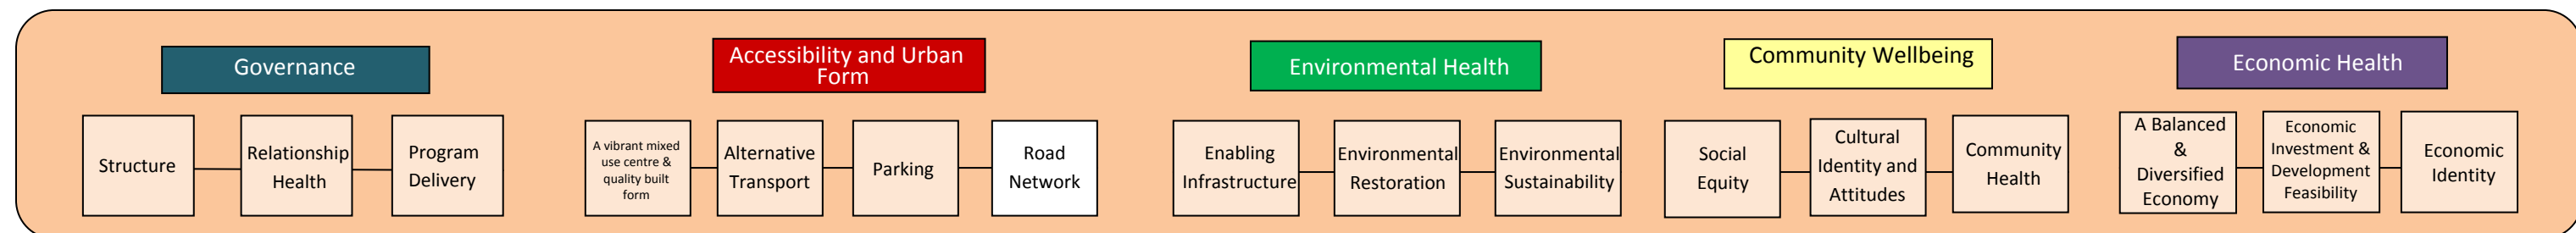 Governance
Accessibility and Urban
Form
Environmental Health
Community Wellbeing
Economic Health
Structure
Relationship
Health
Program
Delivery
A vibrant mixed
use centre &
quality built
form
Alternative
Transport
Parking
Road
Network
Enabling
Infrastructure
Environmental
Restoration
Environmental
Sustainability
Social
Equity
Cultural
Identity and
Attitudes
Community
Health
A Balanced
&
Diversified
Economy
Economic
Investment &
Development
Feasibility
Economic
Identity